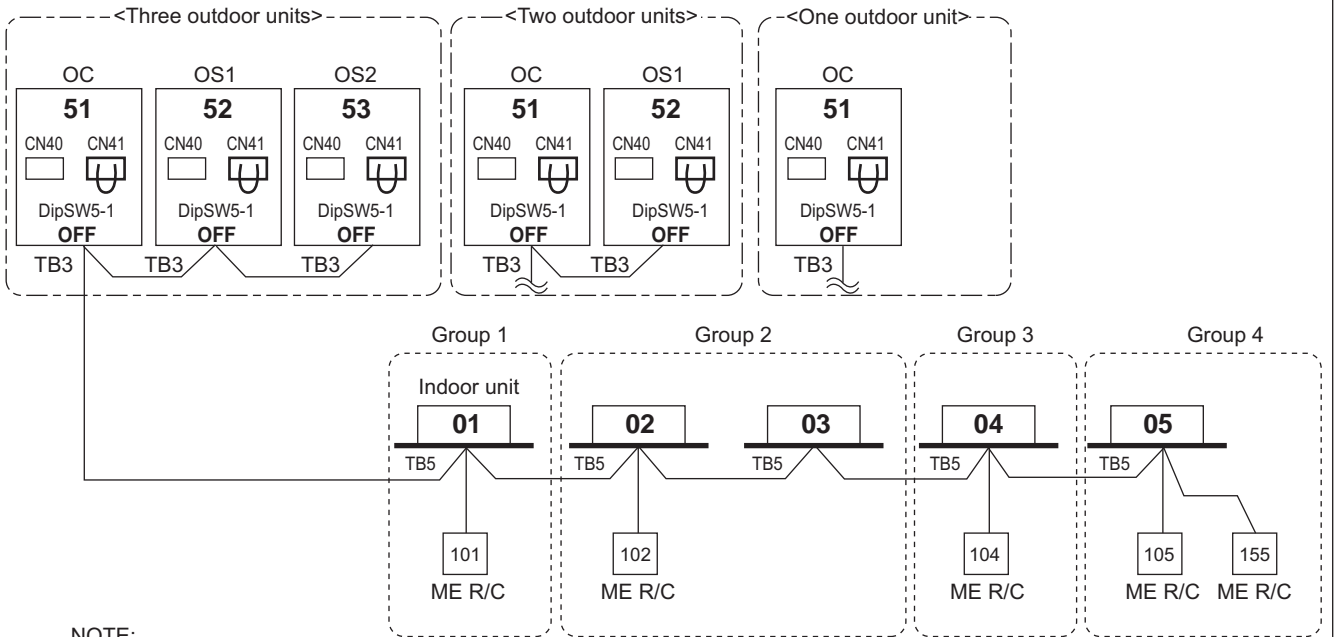 <Three outdoor units> <Two outdoor units> <One outdoor unit>
OC OS1 OS2 OC OS1 OC
51 52 53 51 52 51
CN40 CN41 CN40 CN41 CN40 CN41 CN40 CN41 CN40 CN41 CN40 CN41
DipSW5-1 DipSW5-1 DipSW5-1 DipSW5-1 DipSW5-1 DipSW5-1
OFF OFF OFF OFF OFF OFF
TB3 TB3 TB3 TB3 TB3 TB3
Group 1 Group 2 Group 3 Group 4
Indoor unit
01 02 03 04 05
TB5 TB5 TB5 TB5 TB5
101 102 104 105 155
ME R/C ME R/C ME R/C ME R/C ME R/C
NOTE: